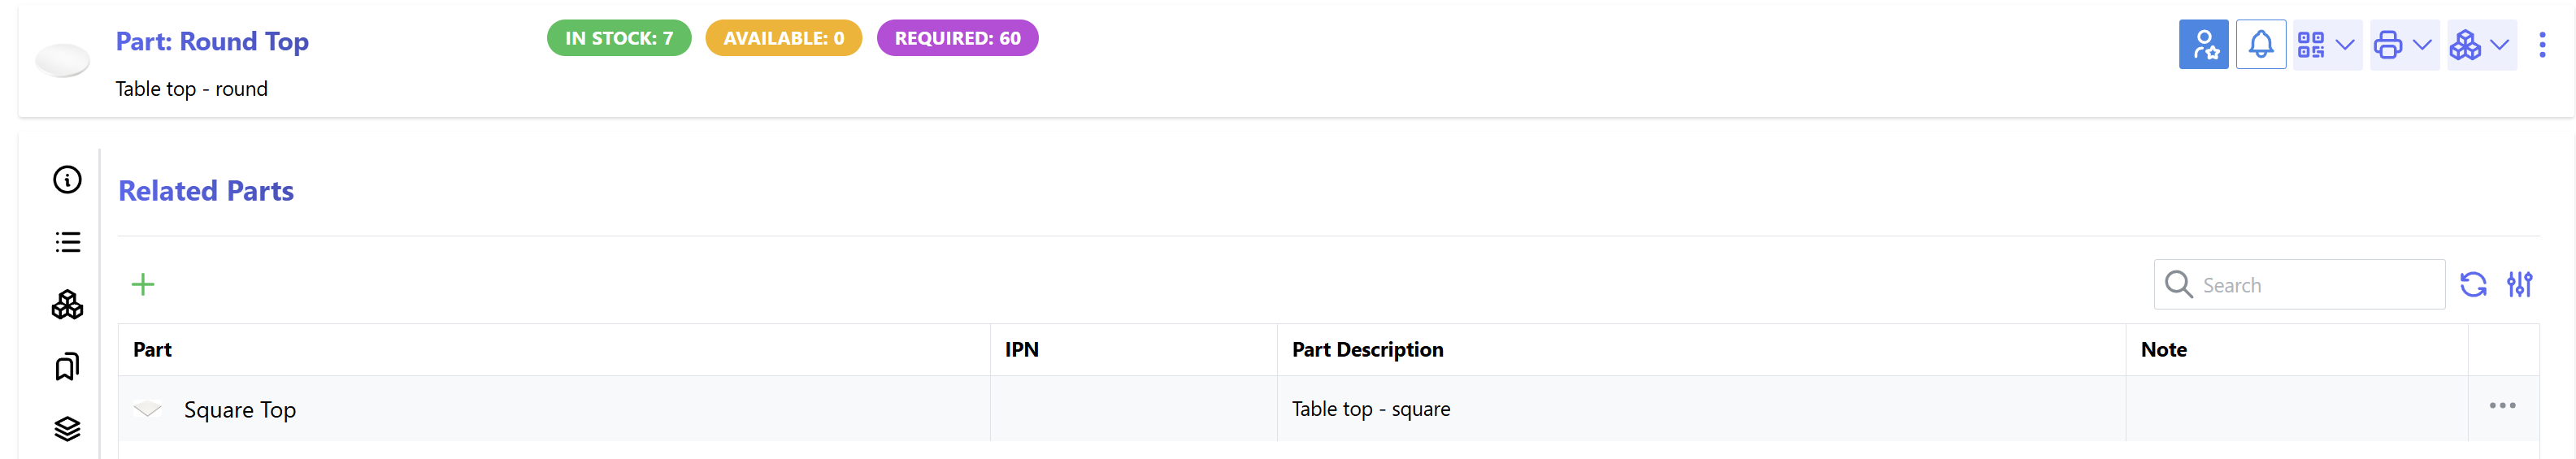 Part: Round Top
IN STOCK: 7
AVAILABLE: 0
REQUIRED: 60
Table top - round
Related Parts
Search
Part
IPN
Part Description
Note
Square Top
Table top - square